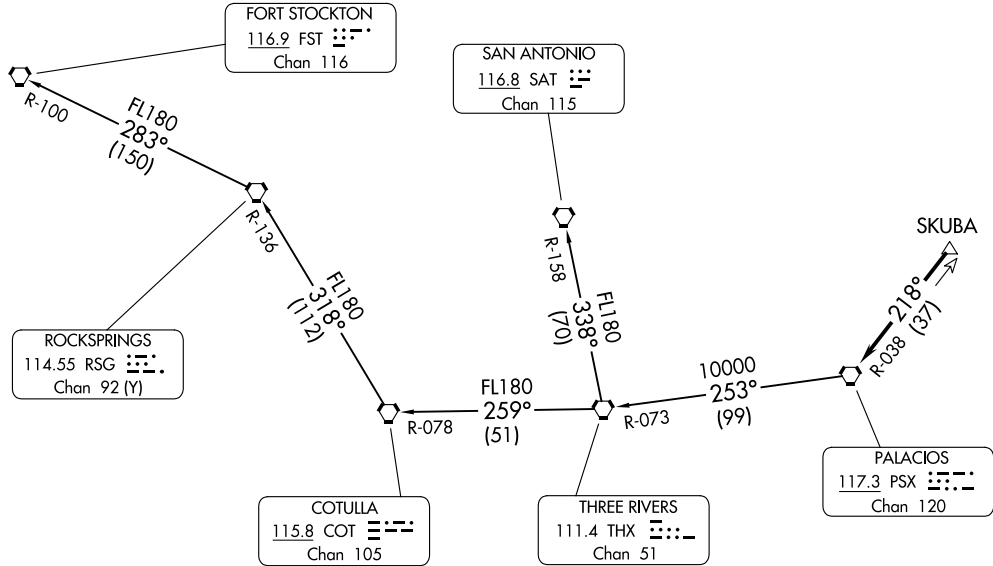 FORT STOCKTON
116.9 FST
Chan 116
SAN ANTONIO
116.8 SAT
Chan 115
R-100
FL180
283°
(150)
R-136
FL180
318°
(112)
R-158
FL180
338°
(70)
SKUBA
218°
(37)
R-038
ROCKSPRINGS
114.55 RSG
Chan 92 (Y)
FL180
259°
(51)
R-078
10000
253°
(99)
R-073
COTULLA
115.8 COT
Chan 105
THREE RIVERS
111.4 THX
Chan 51
PALACIOS
117.3 PSX
Chan 120